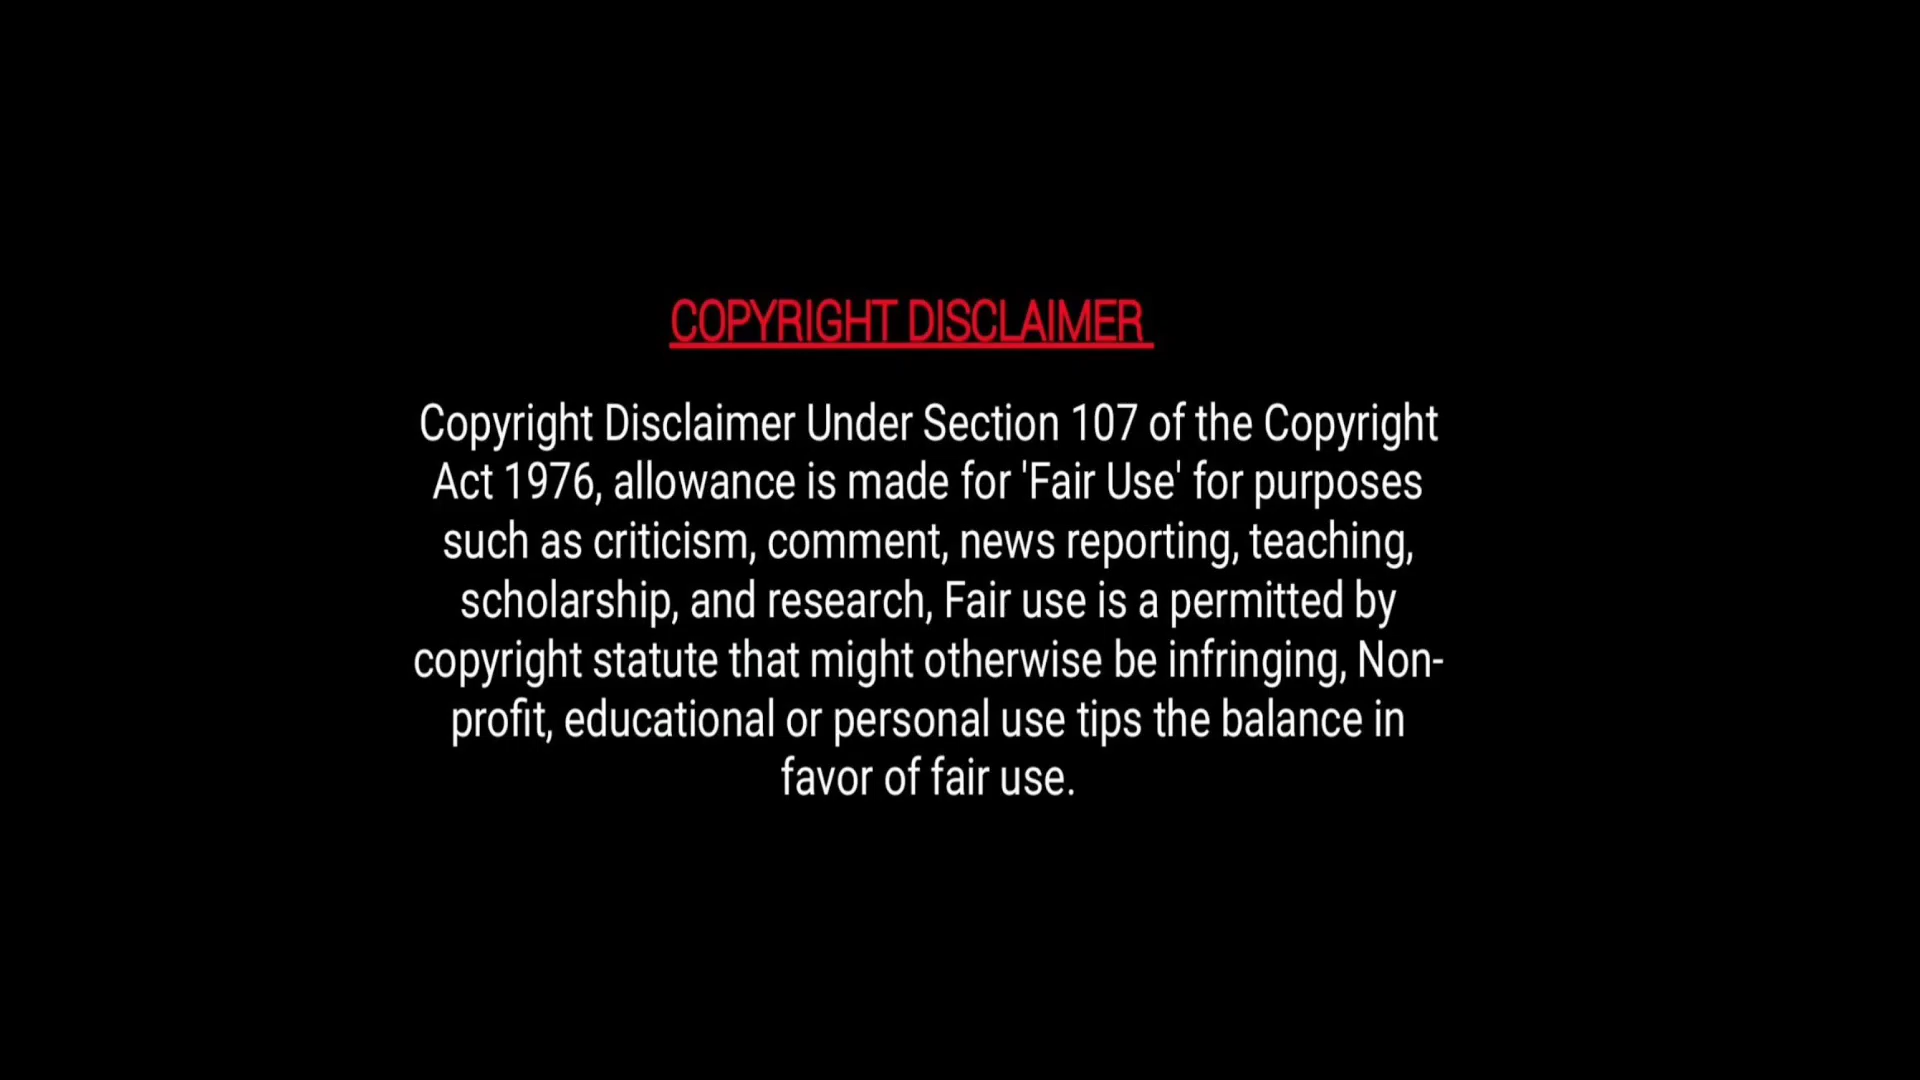 COPYRIGHT DISCLAIMER
Copyright Disclaimer Under Section 107 of the Copyright
Act 1976, allowance is made for 'Fair Use' for purposes
such as criticism, comment, news reporting, teaching,
scholarship, and research, Fair use is a permitted by
copyright statute that might otherwise be infringing, Non-
profit, educational or personal use tips the balance in
favor of fair use.